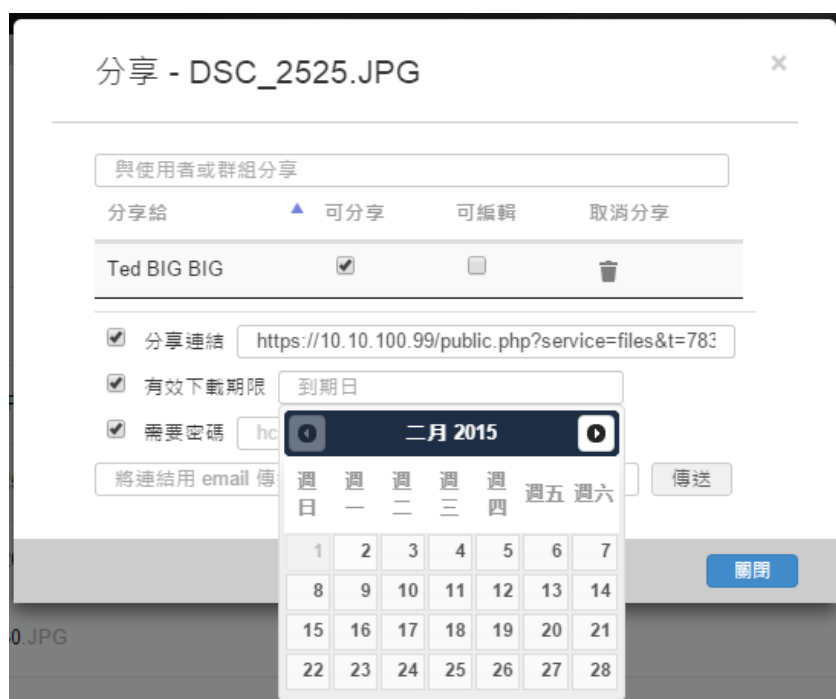 分享 - DSC_2525.JPG
×
與使用者或群組分享
分享給 可分享 可編輯 取消分享
Ted BIG BIG
分享連結 https://10.10.100.99/public.php?service=files&t=783
有效下載期限 到期日
需要密碼 hc
二月 2015
將連結用 email 傳 傳送
週日 週一 週二 週三 週四 週五 週六
1 2 3 4 5 6 7
關閉
8 9 10 11 12 13 14
15 16 17 18 19 20 21
0.JPG
22 23 24 25 26 27 28